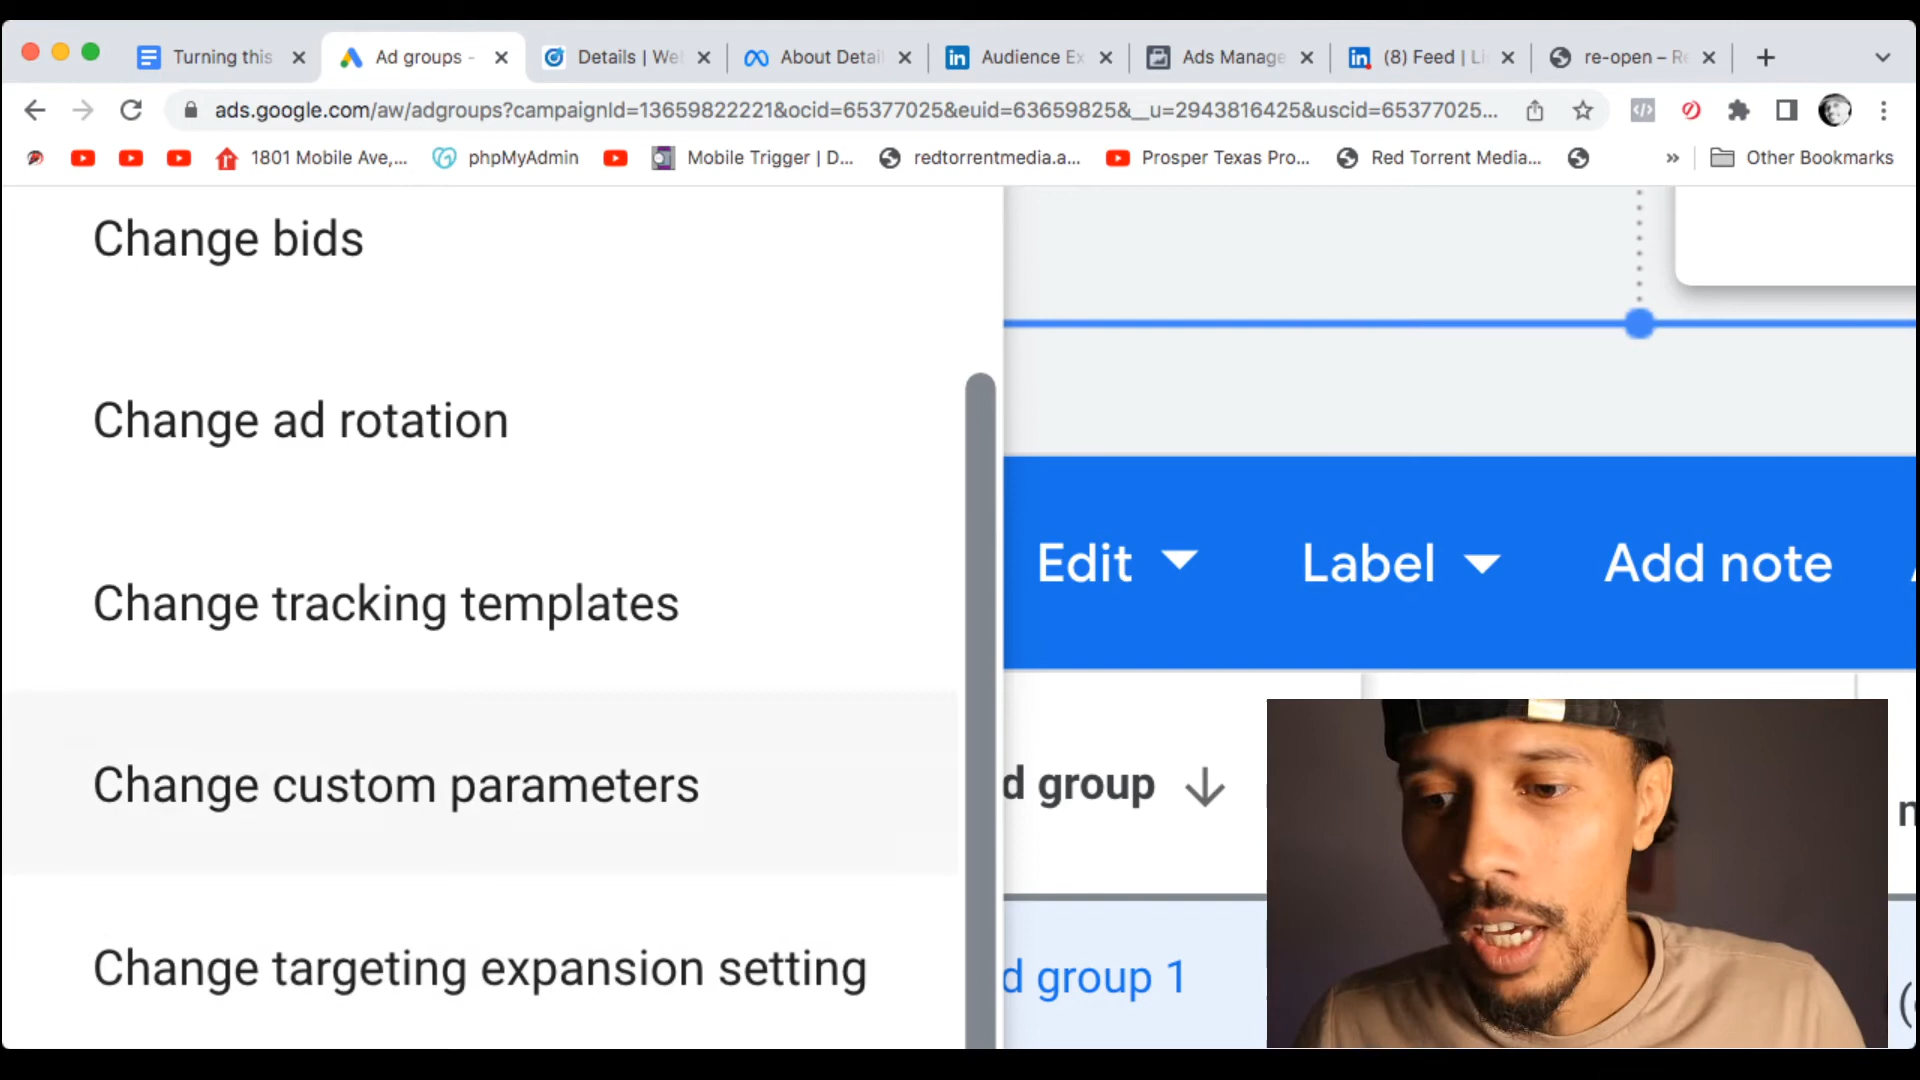 Turning this
Ad groups -
Details | We
About Detai
Audience Ex
Ads Manage
(8) Feed | Li
re-open – Re
ads.google.com/aw/adgroups?campaignId=13659822221&ocid=65377025&euid=63659825&__u=2943816425&uscid=65377025...
1801 Mobile Ave,...
phpMyAdmin
Mobile Trigger | D...
redtorrentmedia.a...
Prosper Texas Pro...
Red Torrent Media...
»
Other Bookmarks
Change bids
Change ad rotation
Change tracking templates
Change custom parameters
Change targeting expansion setting
Edit
Label
Add note
d group
d group 1